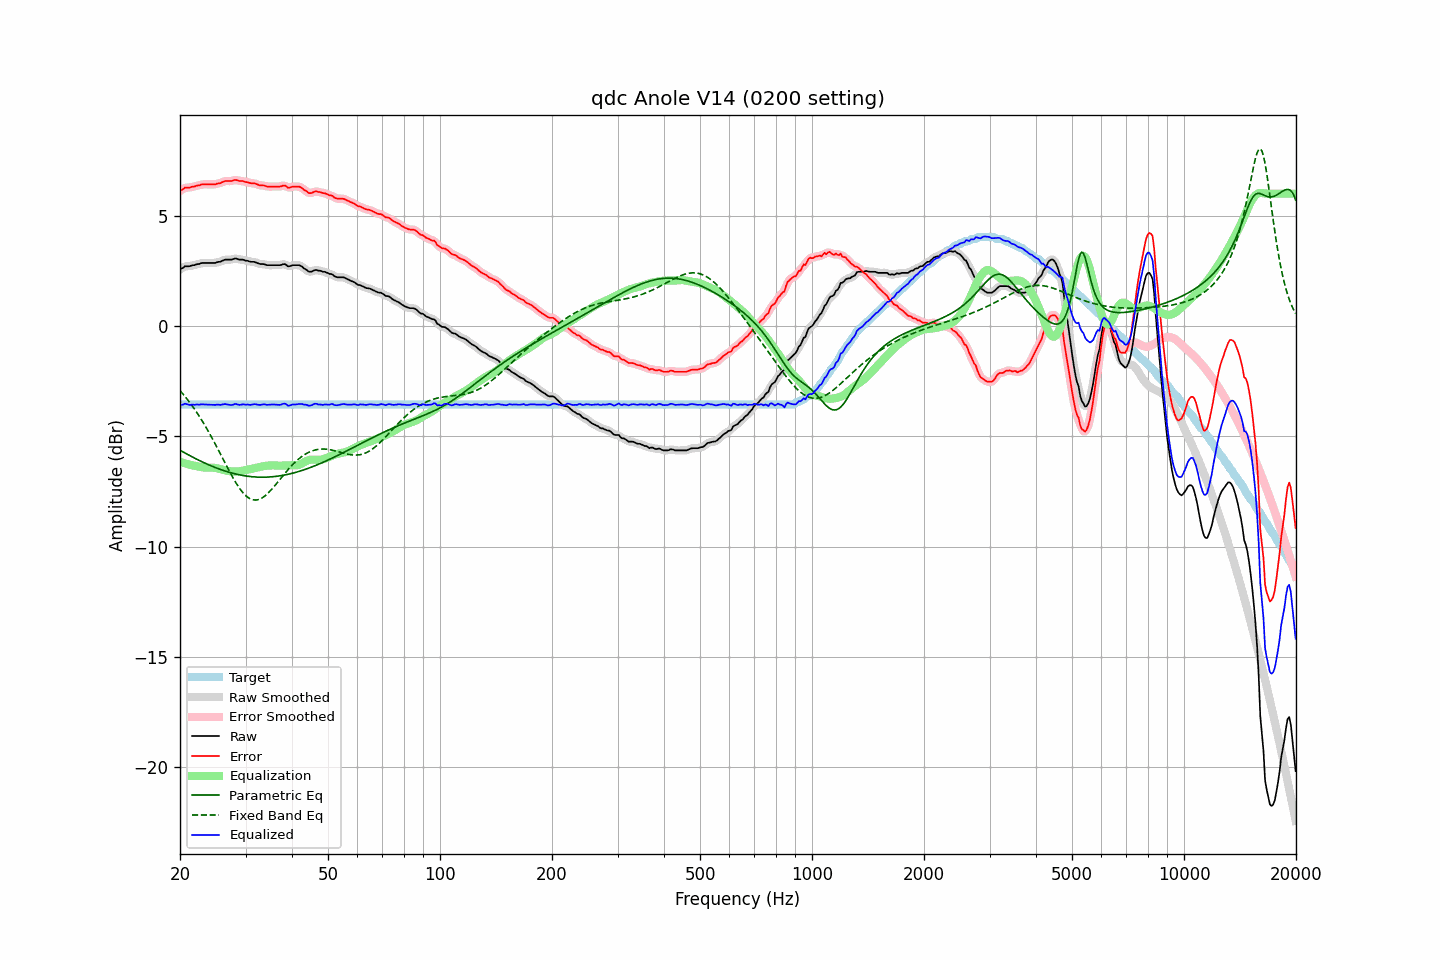 qdc Anole V14 (0200 setting)
Amplitude (dBr)
5
0
−5
−10
−15
−20
Target
Raw Smoothed
Error Smoothed
Raw
Error
Equalization
Parametric Eq
Fixed Band Eq
Equalized
20 50 100 200 500 1000 2000 5000 10000 20000
Frequency (Hz)